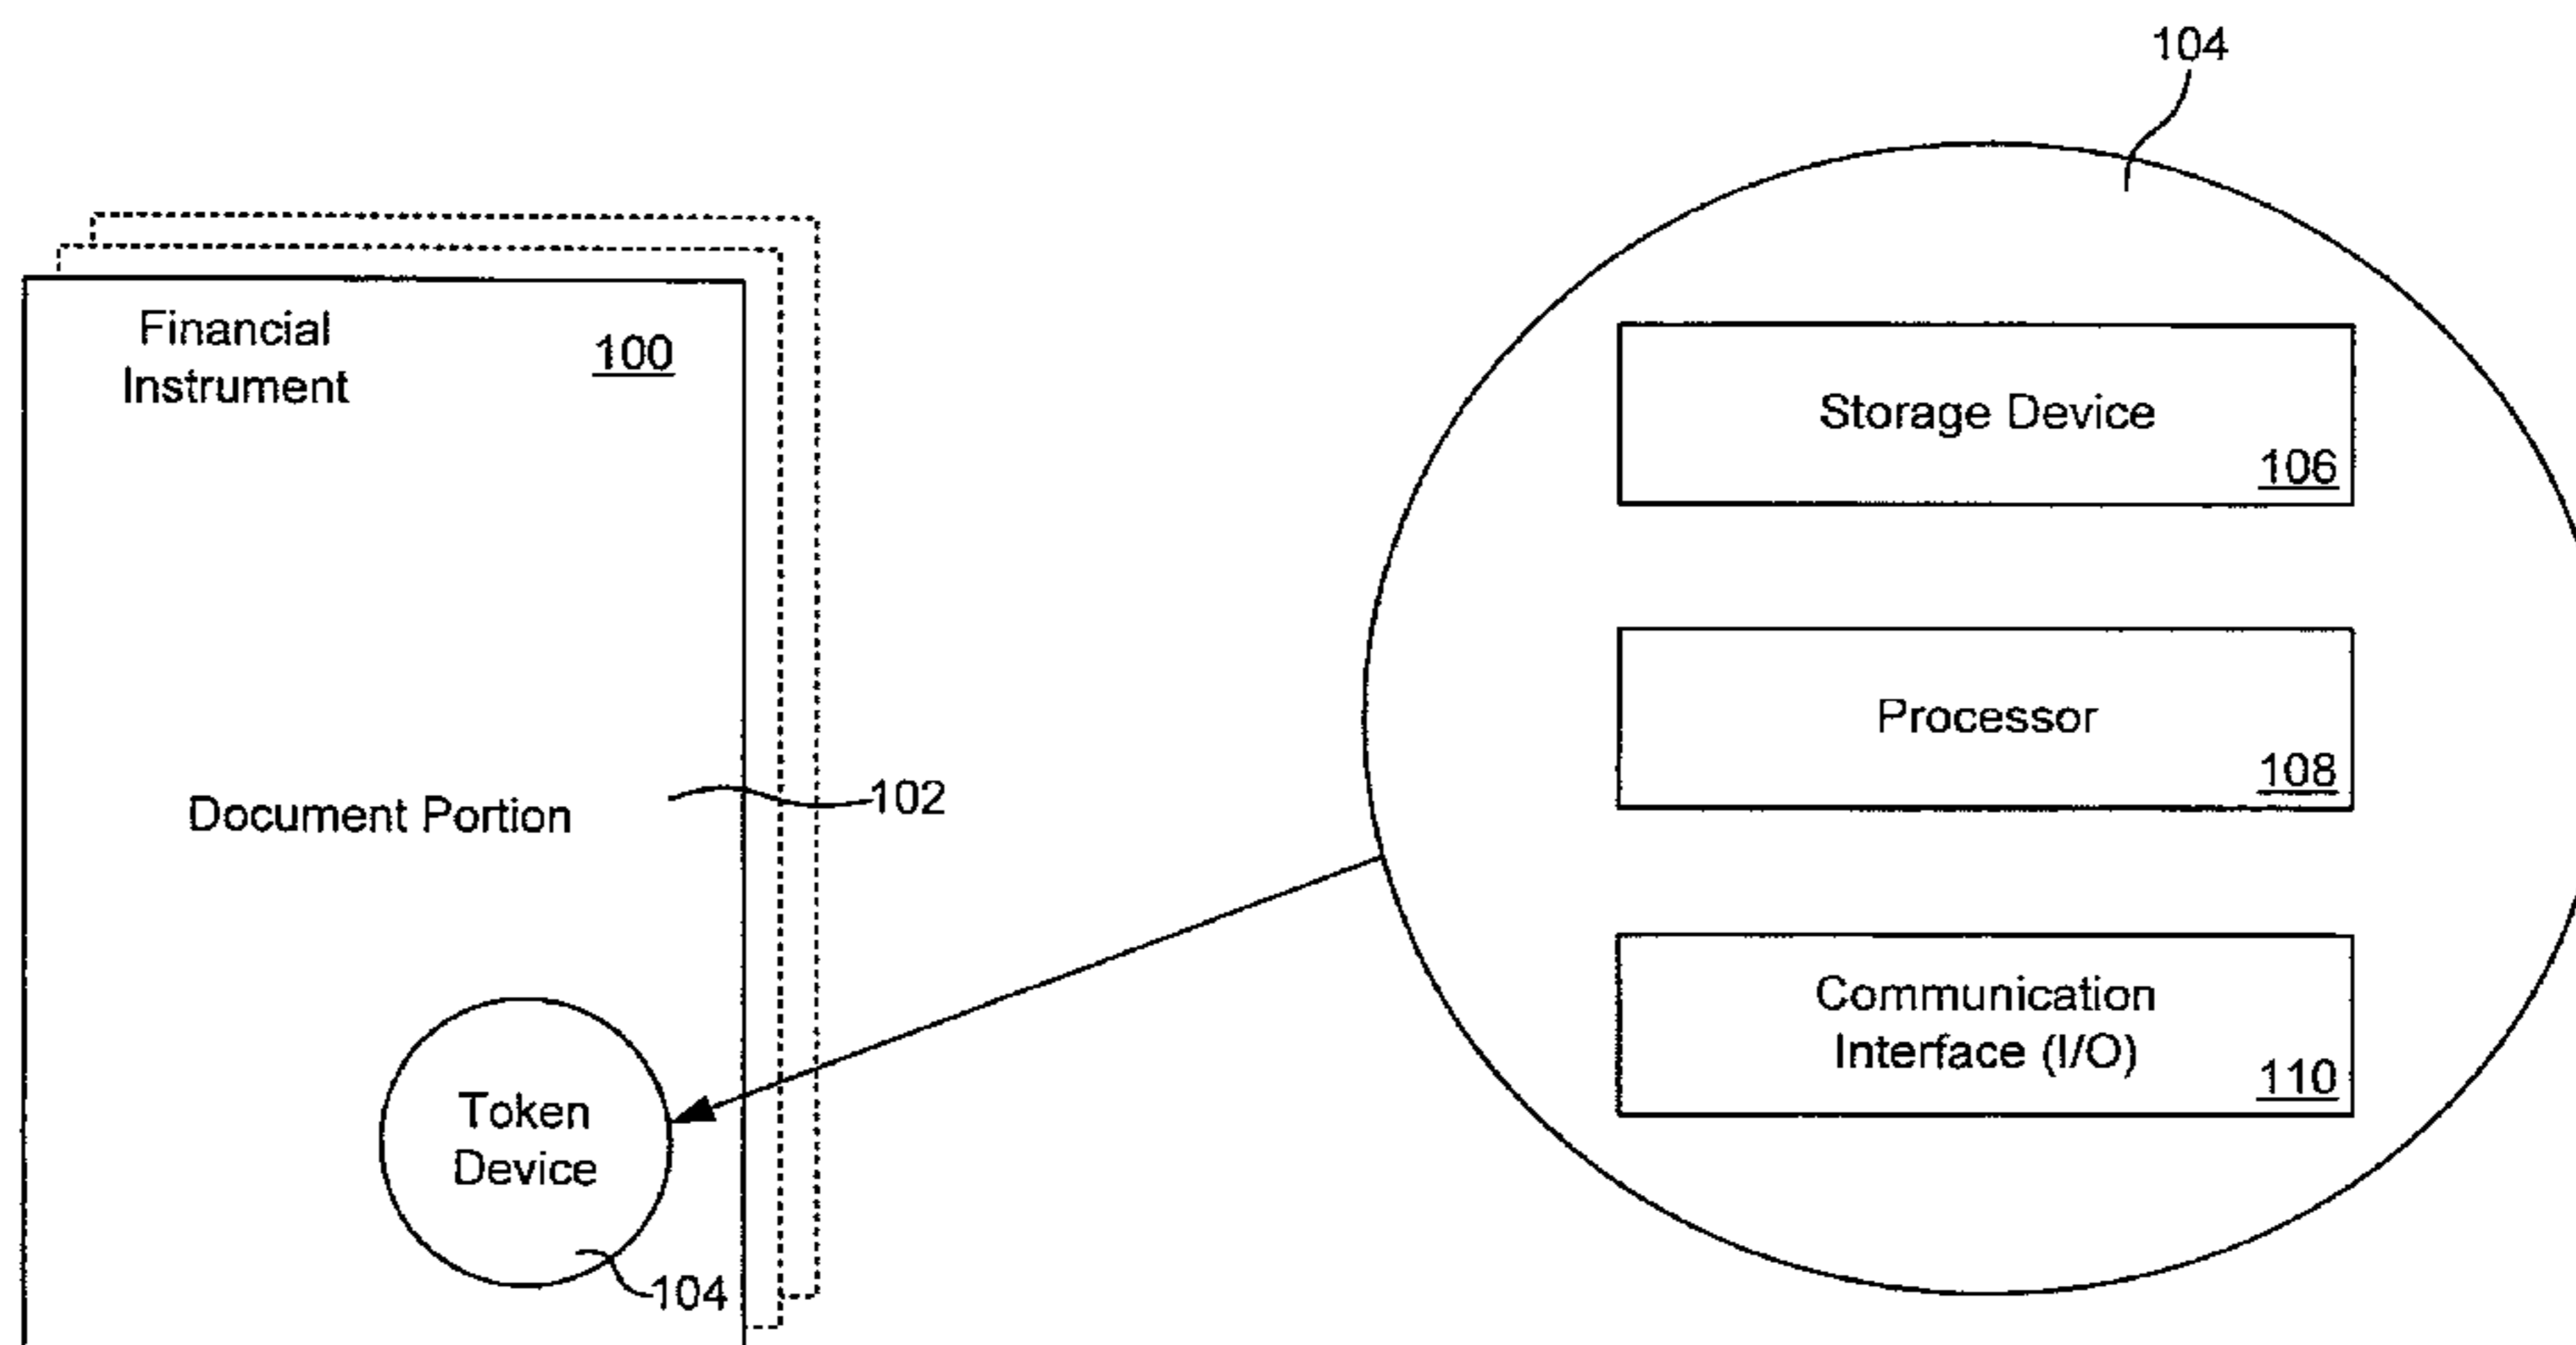 104
Financial
Instrument
100
Storage Device
106
Processor
108
Document Portion
102
Communication
Interface (I/O)
110
Token
Device
104